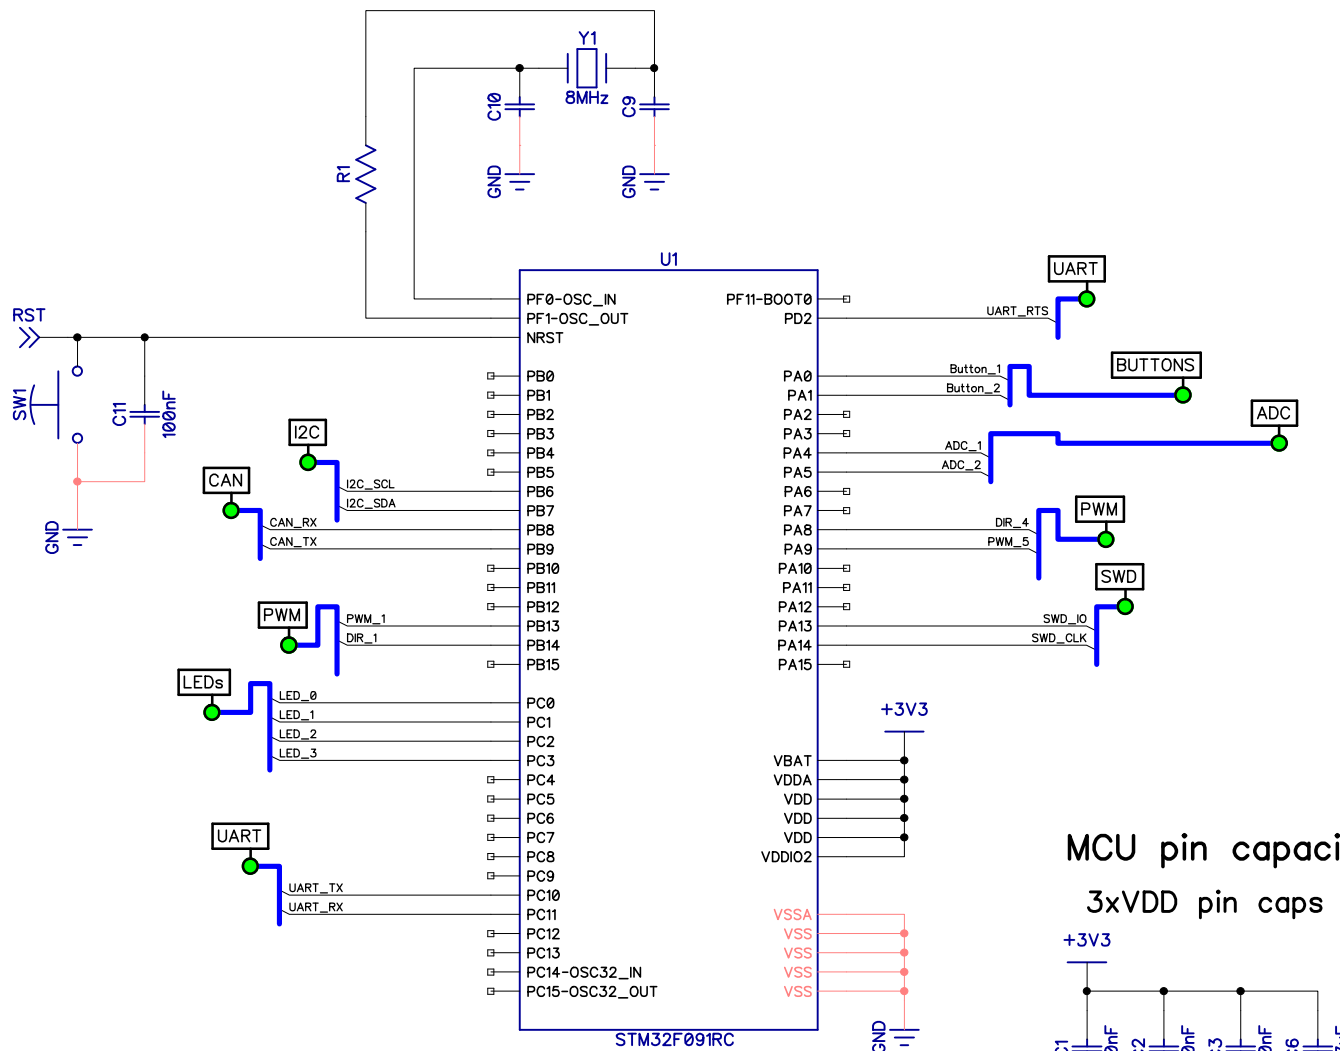 Y1
8MHz
C10
C9
GND
GND
R1
U1
STM32F091RC
PF0-OSC_IN
PF1-OSC_OUT
NRST
RST
SW1
C11
100nF
GND
PB0
PB1
PB2
PB3
PB4
PB5
PB6
PB7
PB8
PB9
PB10
PB11
PB12
PB13
PB14
PB15
PC0
PC1
PC2
PC3
PC4
PC5
PC6
PC7
PC8
PC9
PC10
PC11
PC12
PC13
PC14-OSC32_IN
PC15-OSC32_OUT
I2C
I2C_SCL
I2C_SDA
CAN
CAN_RX
CAN_TX
PWM
PWM_1
DIR_1
LEDs
LED_0
LED_1
LED_2
LED_3
UART
UART_TX
UART_RX
PF11-BOOT0
PD2
PA0
PA1
PA2
PA3
PA4
PA5
PA6
PA7
PA8
PA9
PA10
PA11
PA12
PA13
PA14
PA15
VBAT
VDDA
VDD
VDD
VDD
VDDIO2
VSSA
VSS
VSS
VSS
VSS
UART
UART_RTS
BUTTONS
Button_1
Button_2
ADC
ADC_1
ADC_2
PWM
DIR_4
PWM_5
SWD
SWD_IO
SWD_CLK
+3V3
GND
MCU pin capaci
3xVDD pin caps
+3V3